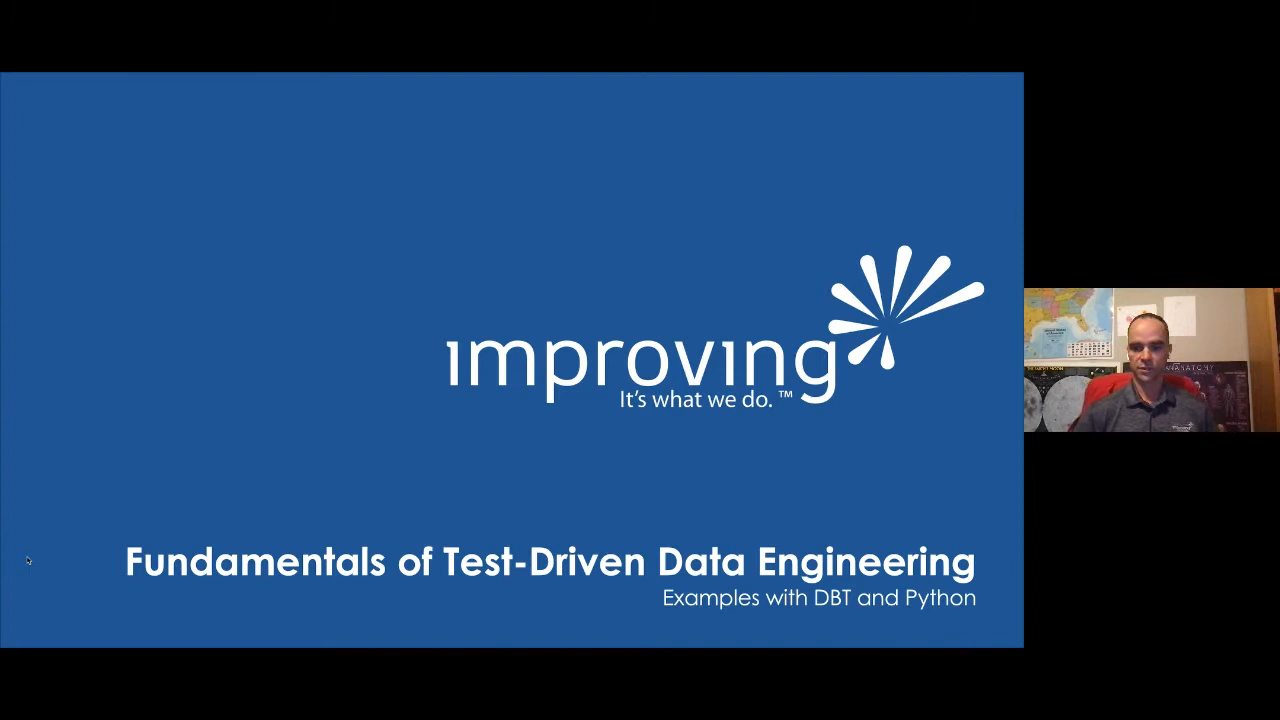 improving
It's what we do.™
Fundamentals of Test-Driven Data Engineering
Examples with DBT and Python